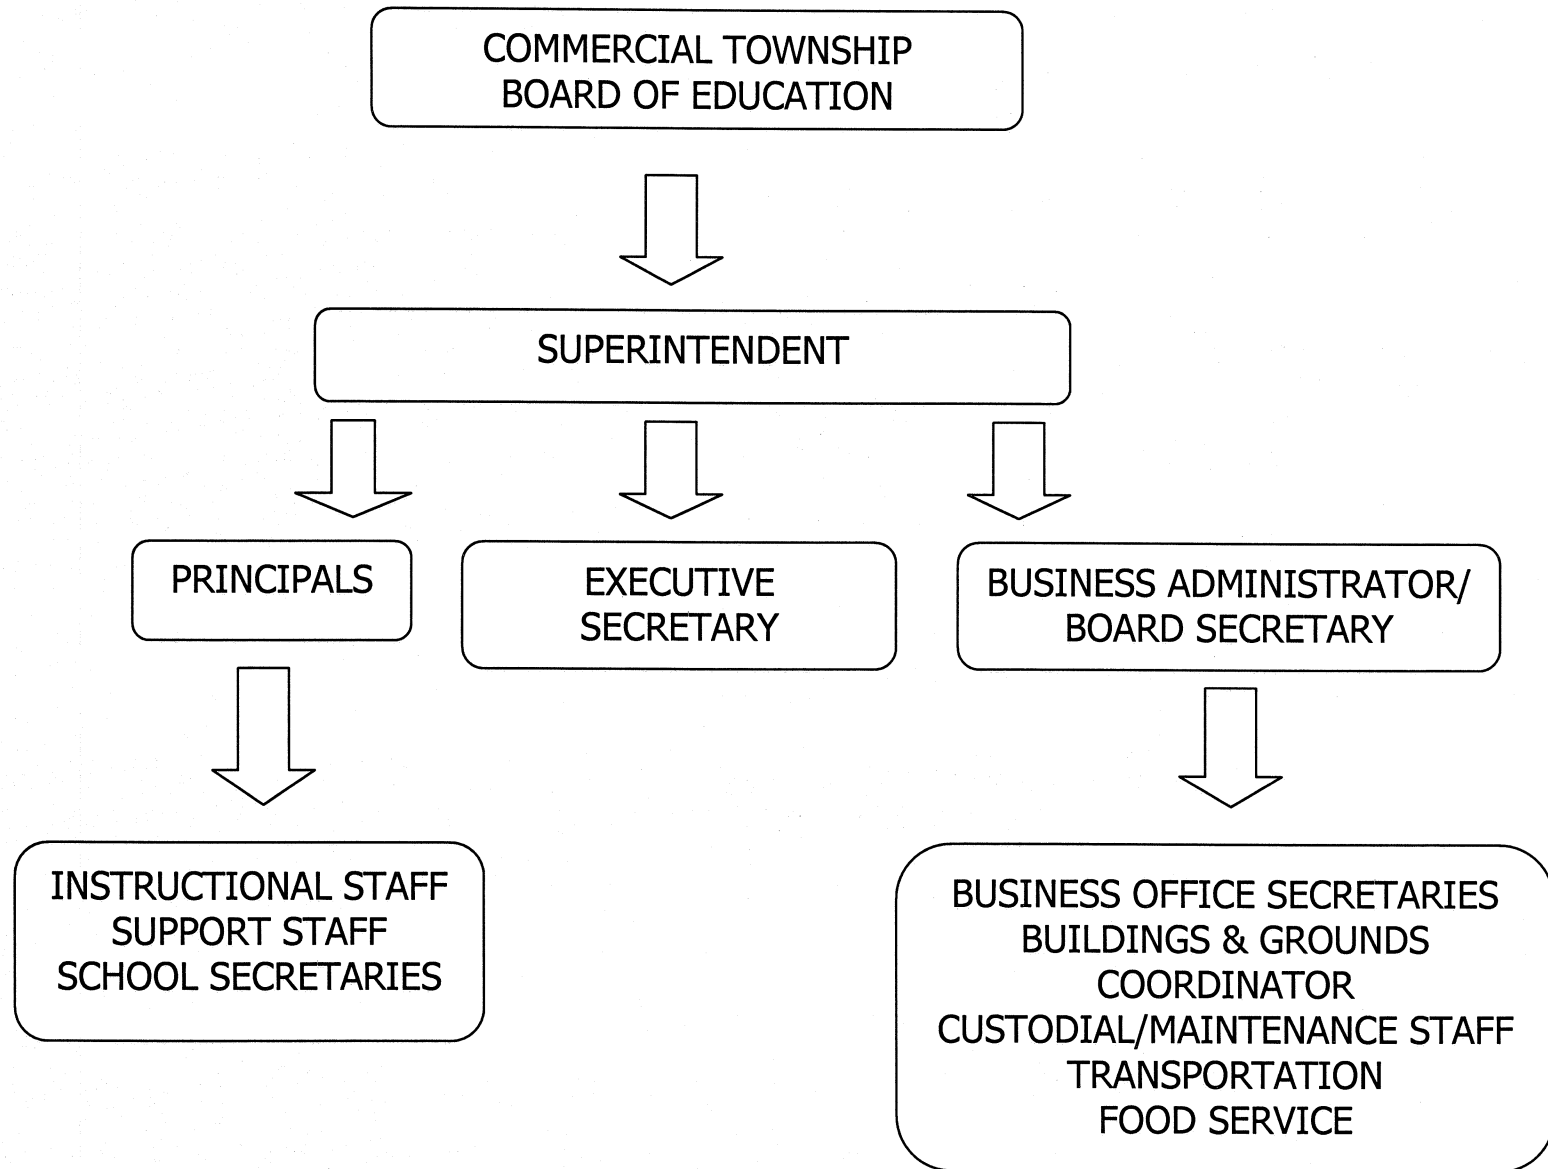 COMMERCIAL TOWNSHIP
BOARD OF EDUCATION
SUPERINTENDENT
PRINCIPALS
EXECUTIVE
SECRETARY
BUSINESS ADMINISTRATOR/
BOARD SECRETARY
INSTRUCTIONAL STAFF
SUPPORT STAFF
SCHOOL SECRETARIES
BUSINESS OFFICE SECRETARIES
BUILDINGS & GROUNDS
COORDINATOR
CUSTODIAL/MAINTENANCE STAFF
TRANSPORTATION
FOOD SERVICE